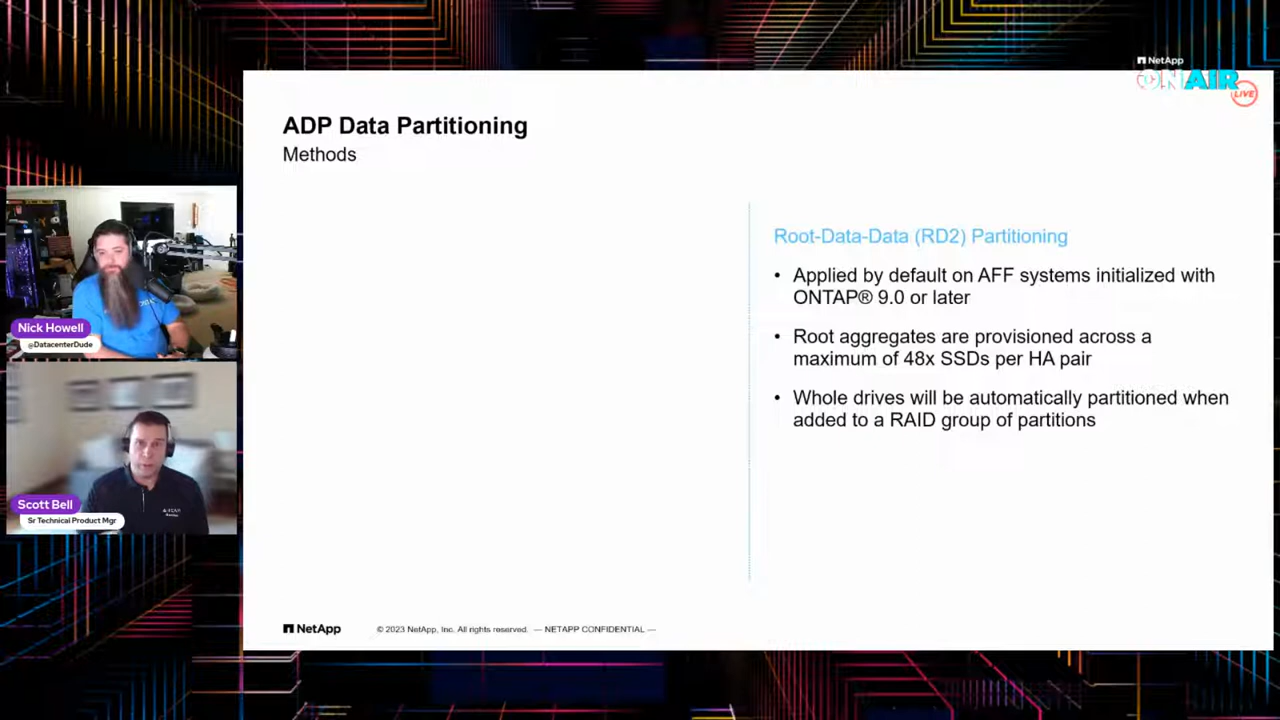 NetApp
ON AIR
LIVE
ADP Data Partitioning
Methods
Root-Data-Data (RD2) Partitioning
• Applied by default on AFF systems initialized with
ONTAP® 9.0 or later
• Root aggregates are provisioned across a
maximum of 48x SSDs per HA pair
• Whole drives will be automatically partitioned when
added to a RAID group of partitions
Nick Howell
@DatacenterDude
Scott Bell
Sr Technical Product Mgr
NetApp
© 2023 NetApp, Inc. All rights reserved. — NETAPP CONFIDENTIAL —